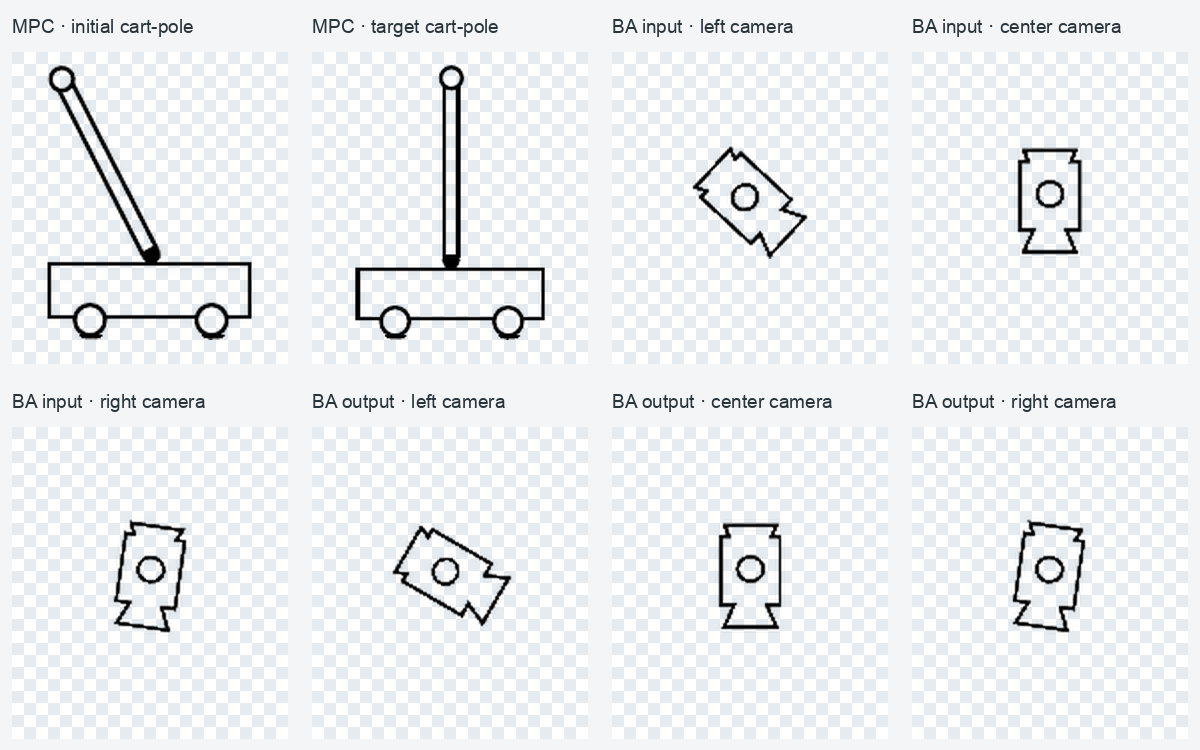 MPC · initial cart-pole
MPC · target cart-pole
BA input · left camera
BA input · center camera
BA input · right camera
BA output · left camera
BA output · center camera
BA output · right camera